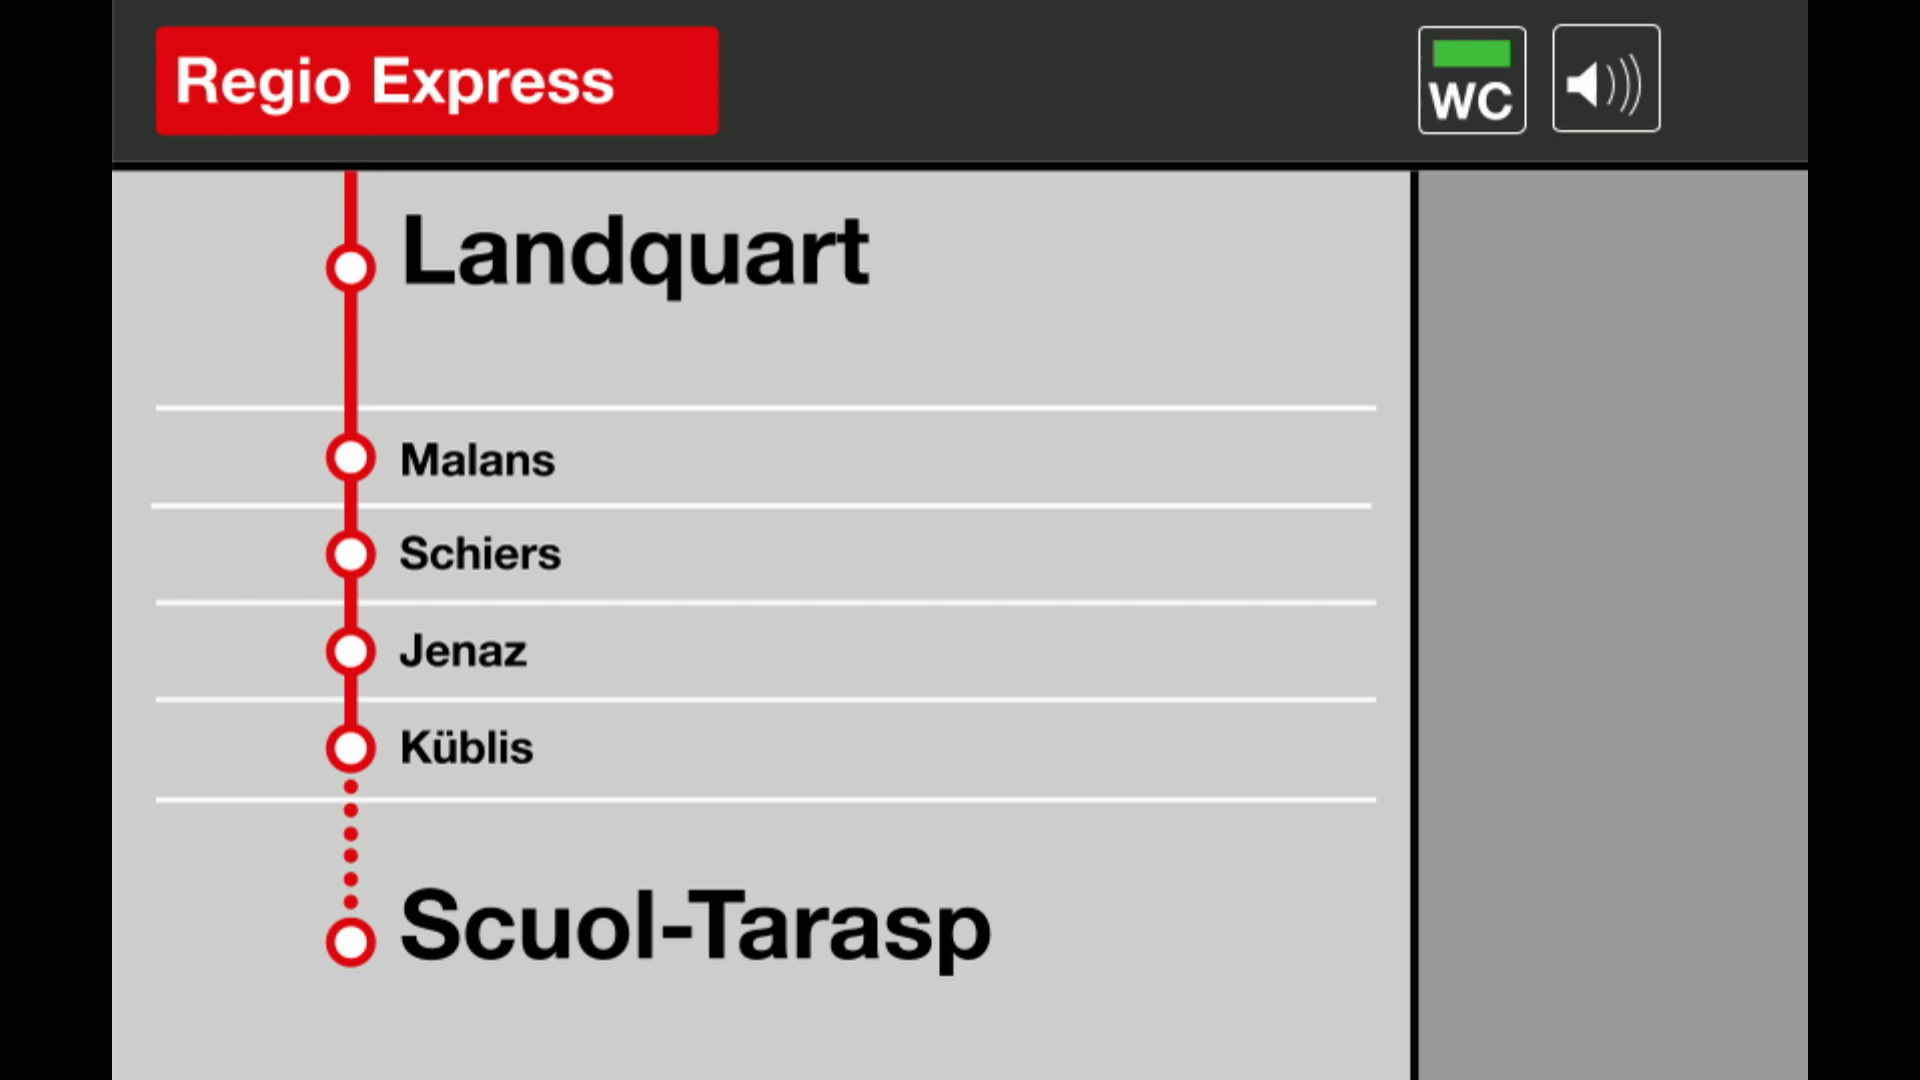 Regio Express
WC
Landquart
Malans
Schiers
Jenaz
Küblis
Scuol-Tarasp